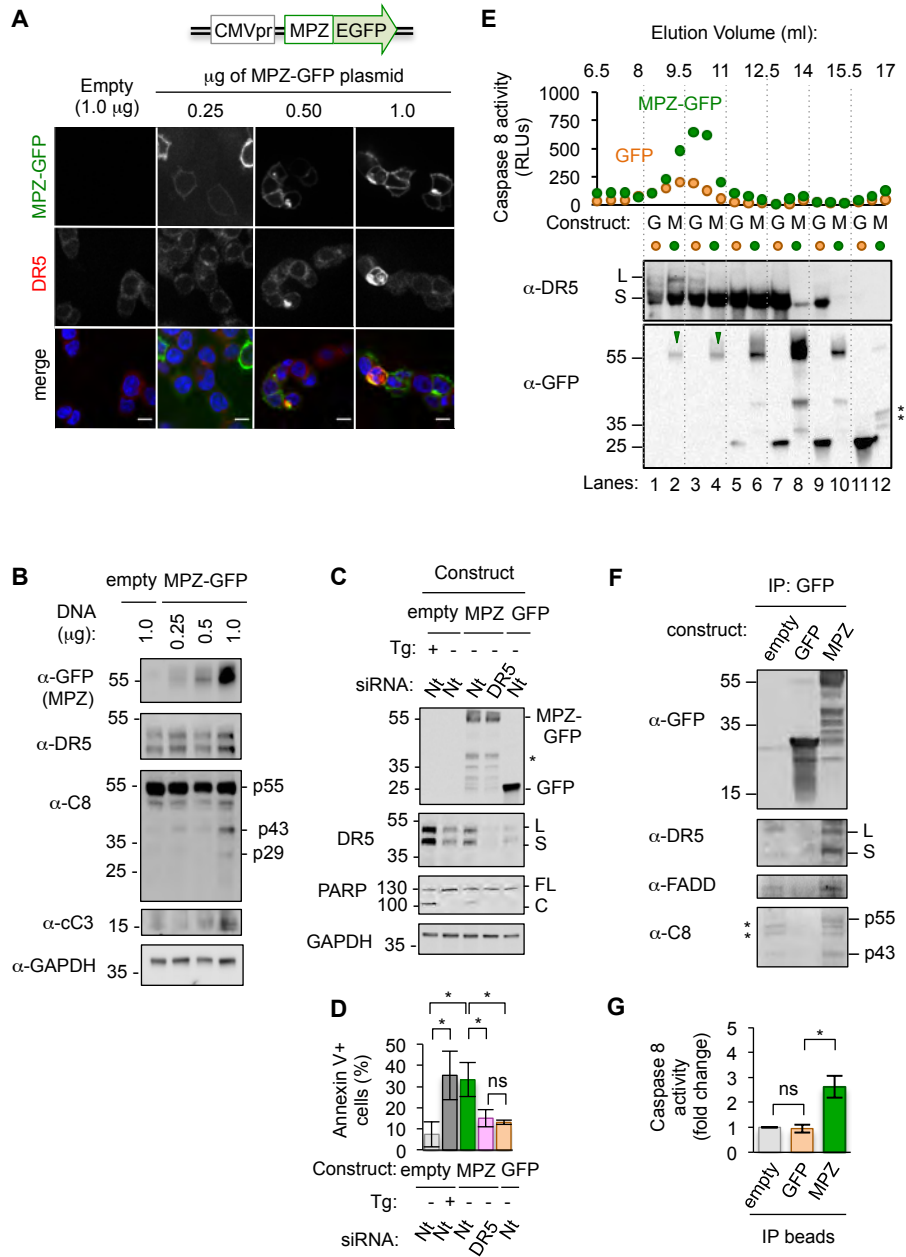 A
CMVpr MPZ EGFP
Empty
(1.0 μg)
μg of MPZ-GFP plasmid
0.25 0.50 1.0
MPZ-GFP
DR5
merge
B
empty MPZ-GFP
DNA
(μg):
1.0 0.25 0.5 1.0
α-GFP
(MPZ)
55
α-DR5
55
35
α-C8
55
35
25
p55
p43
p29
α-cC3
15
α-GAPDH
35
C
Construct
empty MPZ GFP
Tg: + - - - -
siRNA: Nt Nt Nt DR5 Nt
55
35
25
MPZ-
GFP
*
GFP
DR5
55
35
L
S
PARP
130
100
FL
C
GAPDH
35
D
Annexin V+
cells (%)
50
40
30
20
10
0
* * * * ns
Construct: empty MPZ GFP
Tg: - + - - -
siRNA: Nt Nt Nt DR5 Nt
E
Elution Volume (ml):
6.5 8 9.5 11 12.5 14 15.5 17
Caspase 8 activity
(RLUs)
1000
750
500
250
0
MPZ-GFP
GFP
Construct: G M G M G M G M G M G M
α-DR5
L
S
α-GFP
55
35
25
*
*
Lanes: 1 2 3 4 5 6 7 8 9 10 11 12
F
IP: GFP
construct: empty GFP MPZ
α-GFP
55
35
15
α-DR5
L
S
α-FADD
α-C8
*
*
p55
p43
G
Caspase 8
activity
(fold change)
5
4
3
2
1
0
ns *
empty GFP MPZ
IP beads